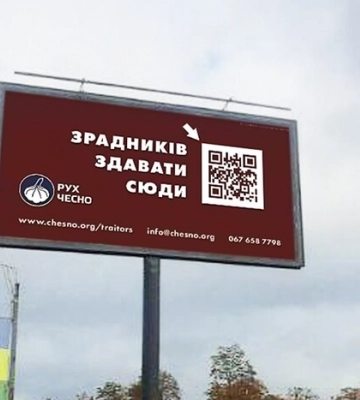 ЗРАДНИКІВ
ЗДАВАТИ
СЮДИ
РУХ
ЧЕСНО
www.chesno.org/traitors info@chesno.org 067 658 7798